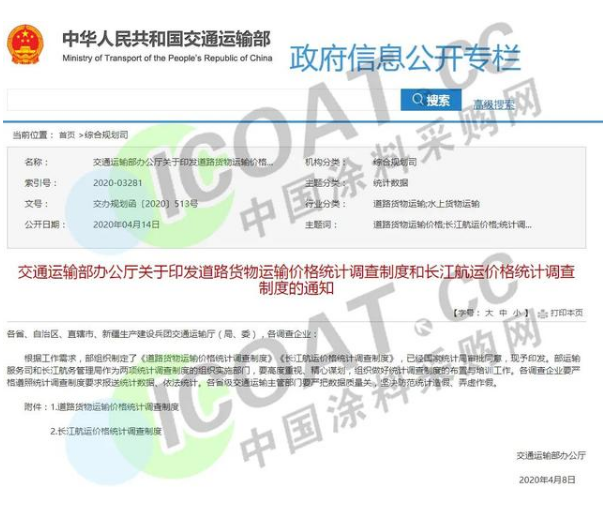 中华人民共和国交通运输部
Ministry of Transport of the People's Republic of China
政府信息公开专栏
搜索
高级搜索
当前位置： 首页 >综合规划司
名称： 交通运输部办公厅关于印发道路货物运输价格... 机构分类： 综合规划司
索引号： 2020-03281 主题分类： 统计数据
文号： 交办规划函〔2020〕513号 行业分类： 道路货物运输;水上货物运输
公开日期： 2020年04月14日 主题词： 道路货物运输价格;长江航运价格;统计调...
交通运输部办公厅关于印发道路货物运输价格统计调查制度和长江航运价格统计调查
制度的通知
【字号： 大 中 小 】 打印本页
各省、自治区、直辖市、新疆生产建设兵团交通运输厅（局、委），各调查企业：
根据工作需求，部组织制定了《道路货物运输价格统计调查制度》《长江航运价格统计调查制度》，已经国家统计局审批同意，现予印发。部运输
服务司和长江航务管理局作为两项统计调查制度的组织实施部门，要高度重视、精心谋划，组织做好统计调查制度的布置与培训工作。各调查企业要严
格遵照统计调查制度要求报送统计数据、依法统计。各省级交通运输主管部门要严把数据质量关，坚决防范统计造假、弄虚作假。
附件：1.道路货物运输价格统计调查制度
2.长江航运价格统计调查制度
交通运输部办公厅
2020年4月8日
ICOAT.CC
中国涂料采购网
ICOAT.CC
中国涂料采购网